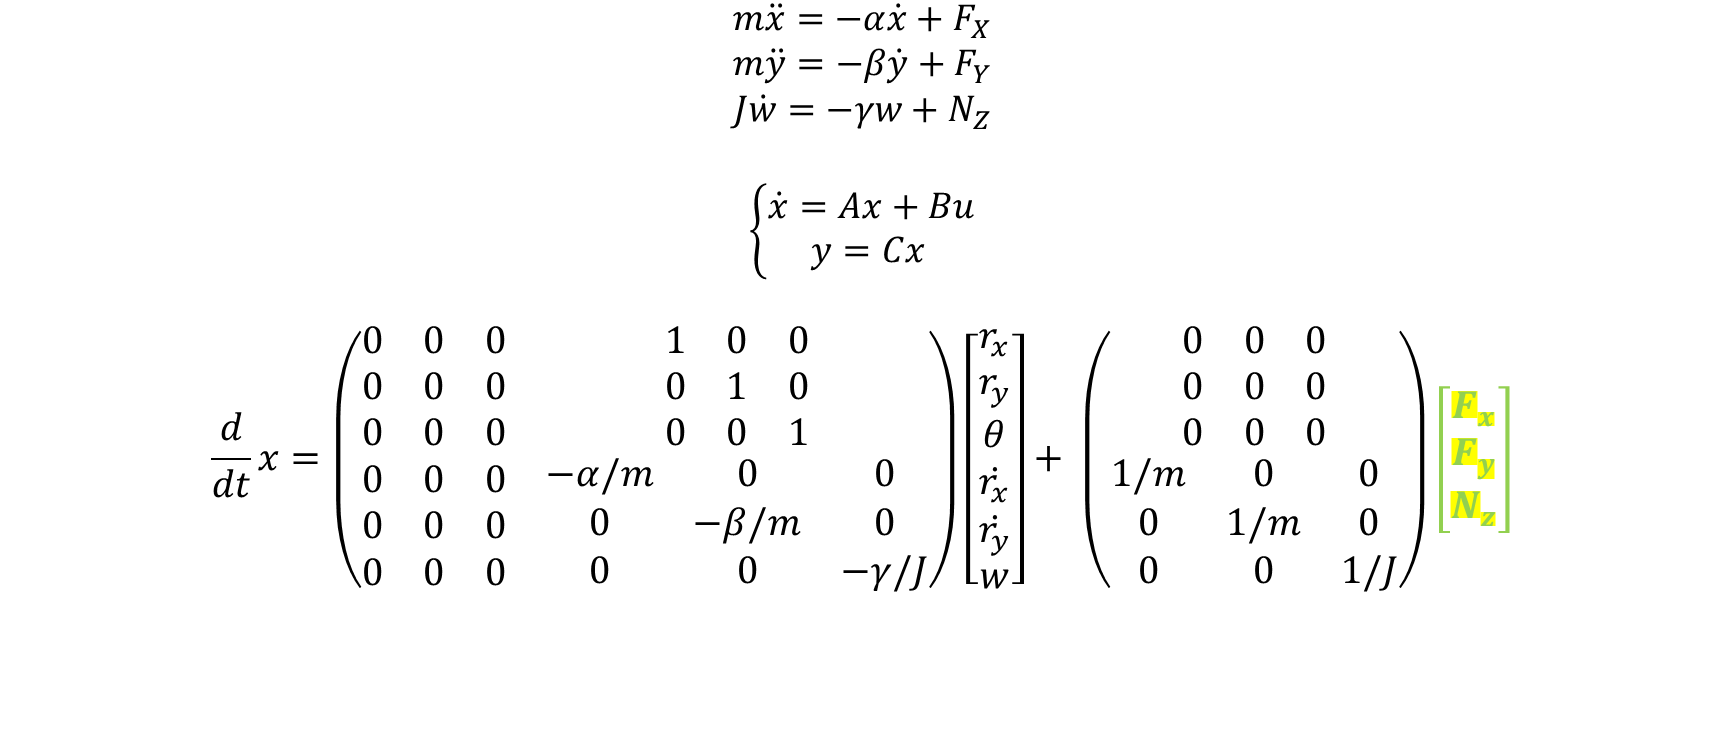 mẍ = −αẋ + F_X
mÿ = −βẏ + F_Y
Jẇ = −γw + N_Z
{ẋ = Ax + Bu
y = Cx
d/dt x = (0 0 0 1 0 0
0 0 0 0 1 0
0 0 0 0 0 1
0 0 0 −α/m 0 0
0 0 0 0 −β/m 0
0 0 0 0 0 −γ/J) [r_x
r_y
θ
ṙ_x
ṙ_y
w] + (0 0 0
0 0 0
0 0 0
1/m 0 0
0 1/m 0
0 0 1/J) [F_x
F_y
N_z]